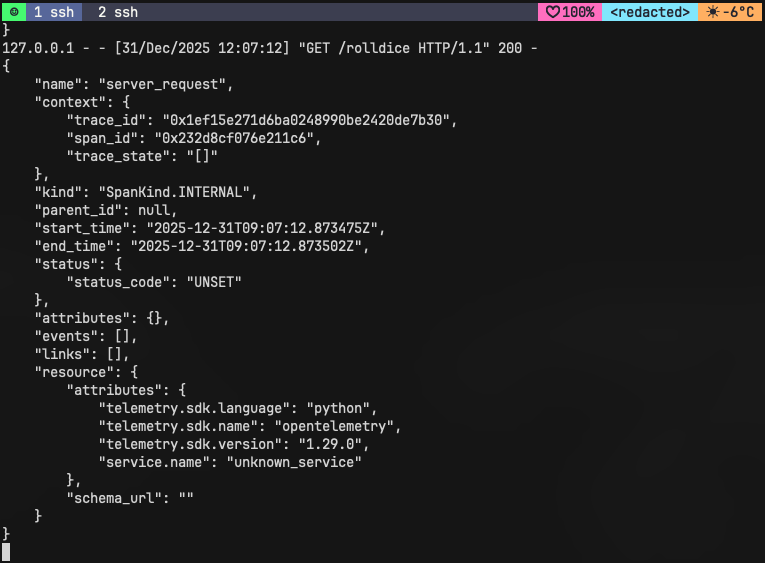 1 ssh 2 ssh 100% <redacted> -6°C
}
127.0.0.1 - - [31/Dec/2025 12:07:12] "GET /rolldice HTTP/1.1" 200 -
{
    "name": "server_request",
    "context": {
        "trace_id": "0x1ef15e271d6ba0248990be2420de7b30",
        "span_id": "0x232d8cf076e211c6",
        "trace_state": "[]"
    },
    "kind": "SpanKind.INTERNAL",
    "parent_id": null,
    "start_time": "2025-12-31T09:07:12.873475Z",
    "end_time": "2025-12-31T09:07:12.873502Z",
    "status": {
        "status_code": "UNSET"
    },
    "attributes": {},
    "events": [],
    "links": [],
    "resource": {
        "attributes": {
            "telemetry.sdk.language": "python",
            "telemetry.sdk.name": "opentelemetry",
            "telemetry.sdk.version": "1.29.0",
            "service.name": "unknown_service"
        },
        "schema_url": ""
    }
}